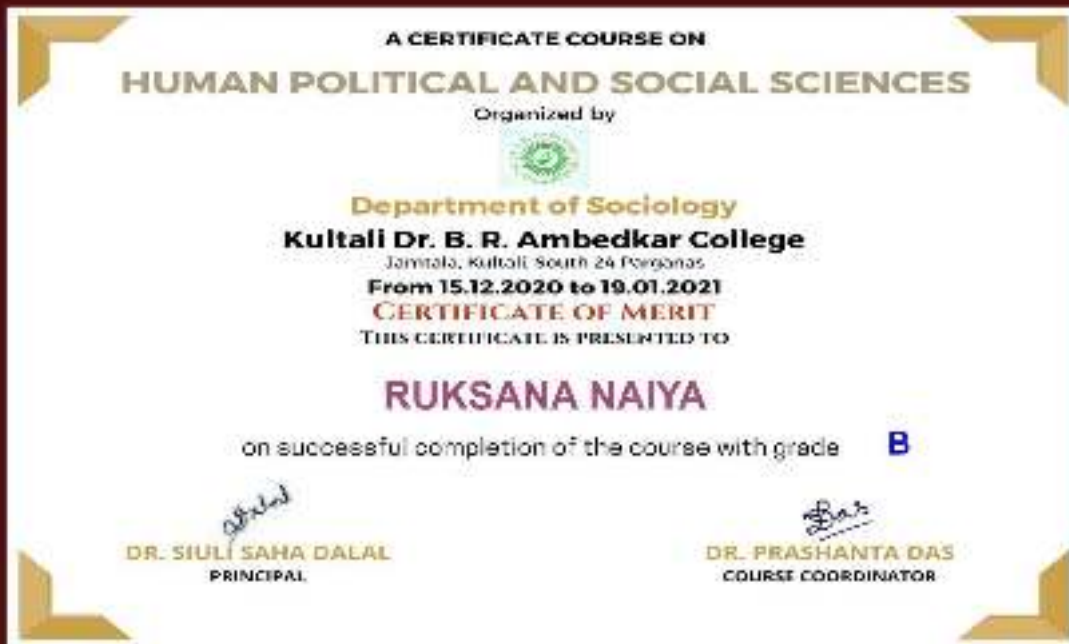 A CERTIFICATE COURSE ON
HUMAN POLITICAL AND SOCIAL SCIENCES
Organized by
Department of Sociology
Kultali Dr. B. R. Ambedkar College
Jamtala, Kultali, South 24 Parganas
From 15.12.2020 to 19.01.2021
CERTIFICATE OF MERIT
THIS CERTIFICATE IS PRESENTED TO
RUKSANA NAIYA
on successful completion of the course with grade B
Das
DR. SIULI SAHA DALAL DR. PRASHANTA DAS
PRINCIPAL COURSE COORDINATOR